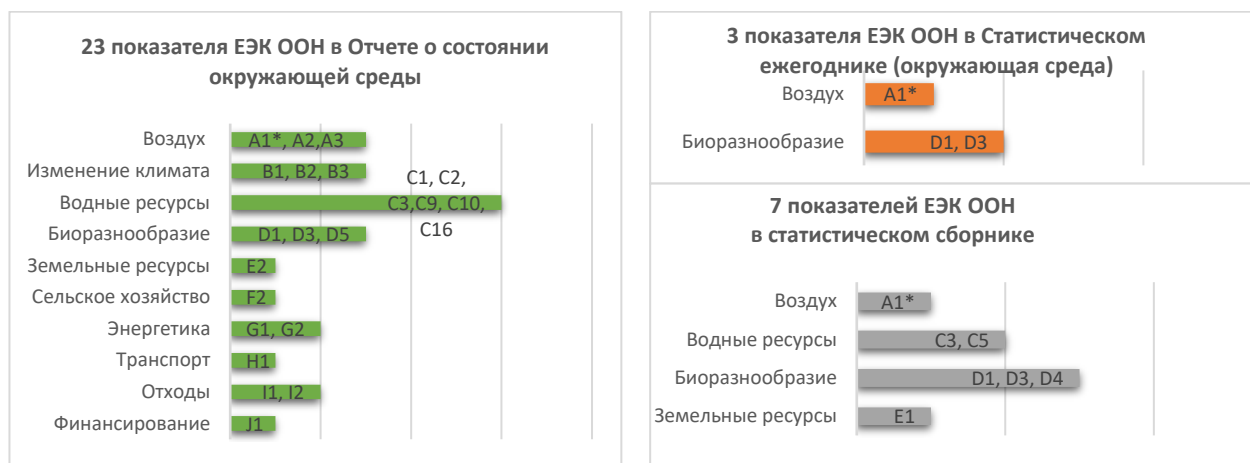 23 показателя ЕЭК ООН в Отчете о состоянии
окружающей среды
Воздух
A1*, A2,A3
Изменение климата
B1, B2, B3
Водные ресурсы
C1, C2,
C3,C9, C10,
C16
Биоразнообразие
D1, D3, D5
Земельные ресурсы
E2
Сельское хозяйство
F2
Энергетика
G1, G2
Транспорт
H1
Отходы
I1, I2
Финансирование
J1
3 показателя ЕЭК ООН в Статистическом
ежегоднике (окружающая среда)
Воздух
A1*
Биоразнообразие
D1, D3
7 показателей ЕЭК ООН
в статистическом сборнике
Воздух
A1*
Водные ресурсы
C3, C5
Биоразнообразие
D1, D3, D4
Земельные ресурсы
E1